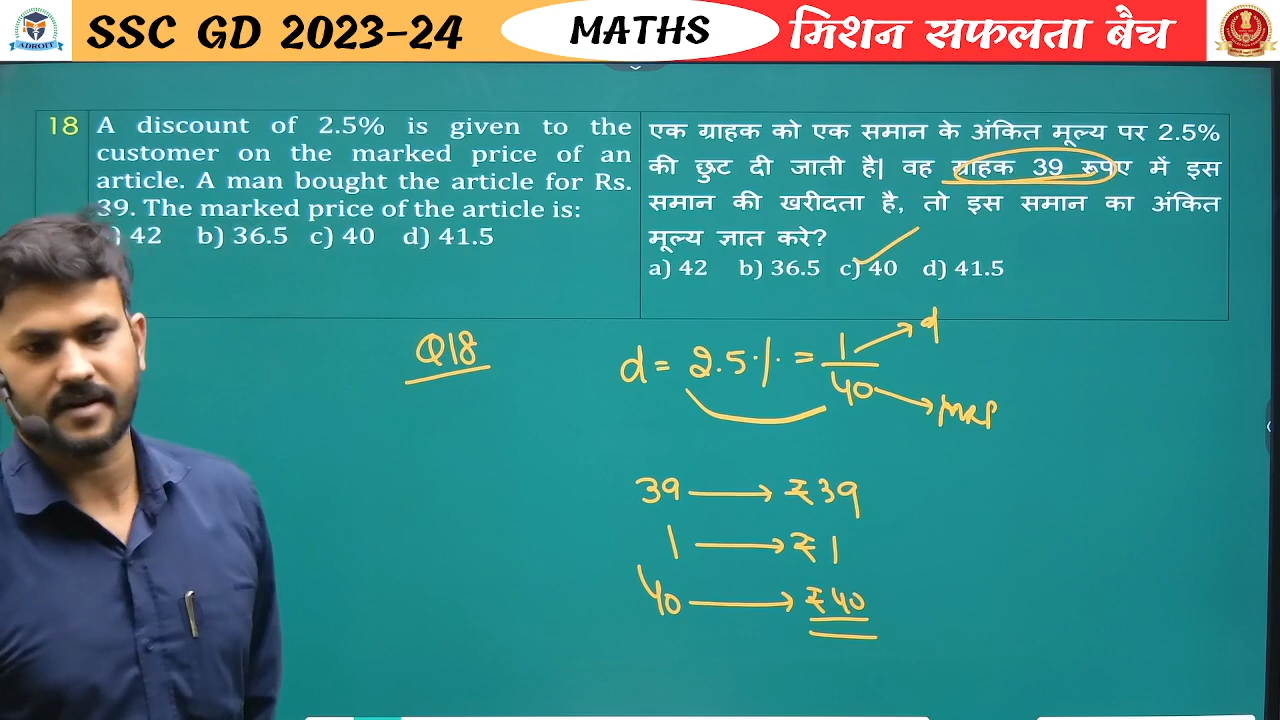 SSC GD 2023-24
MATHS
मिशन सफलता बैच
ADROIT
18
A discount of 2.5% is given to the
customer on the marked price of an
article. A man bought the article for Rs.
39. The marked price of the article is:
) 42 b) 36.5 c) 40 d) 41.5
एक ग्राहक को एक समान के अंकित मूल्य पर 2.5%
की छुट दी जाती है| वह ग्राहक 39 रूपए में इस
समान की खरीदता है, तो इस समान का अंकित
मूल्य ज्ञात करे?
a) 42 b) 36.5 c) 40 d) 41.5
Q18
d = 2.5% = 1/40
d
MRP
39 → ₹39
1 → ₹1
40 → ₹40